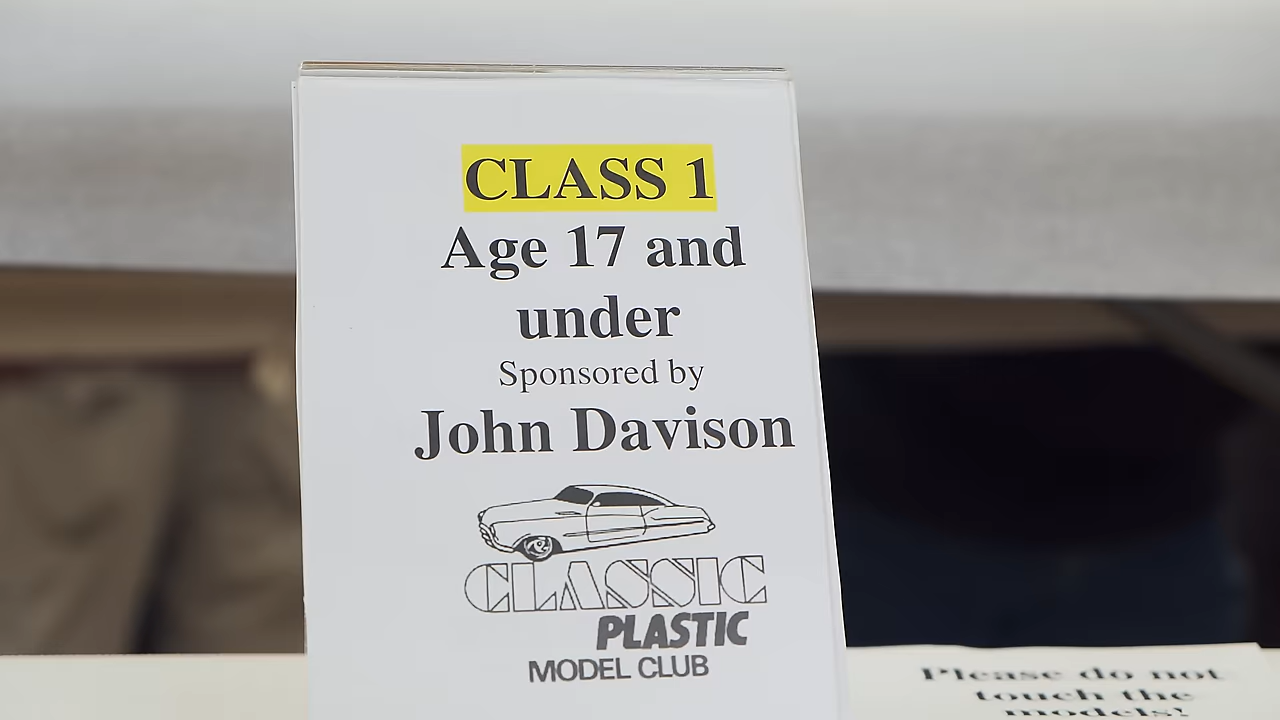 CLASS 1
Age 17 and
under
Sponsored by
John Davison
CLASSIC
PLASTIC
MODEL CLUB
Please do not
touch the
models!